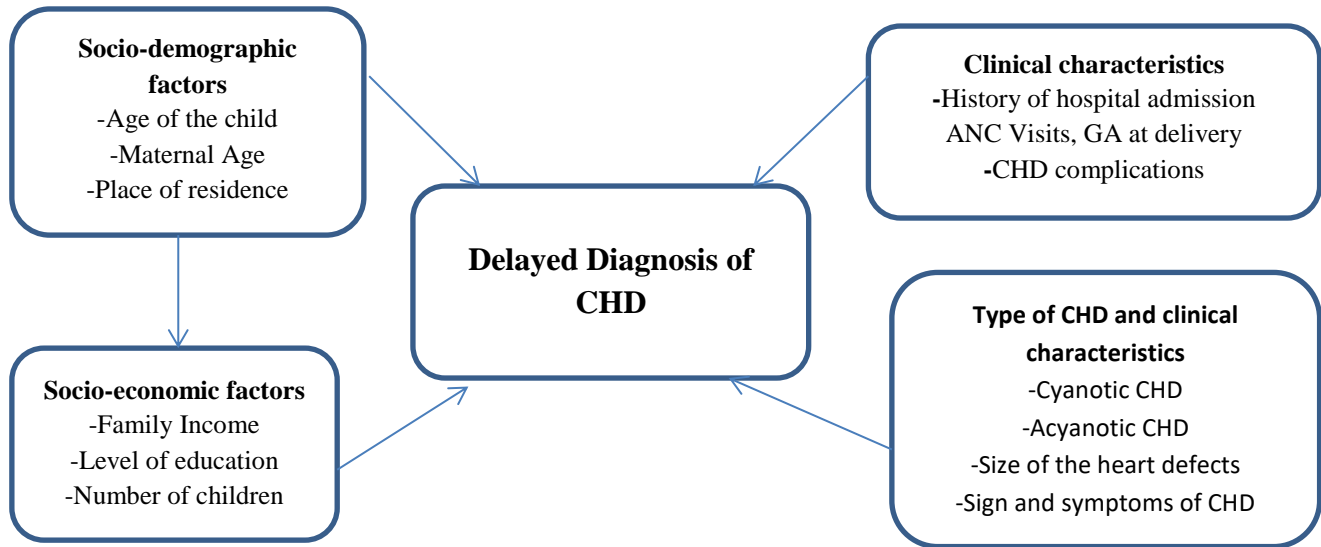 Socio-demographic
factors
-Age of the child
-Maternal Age
-Place of residence
Clinical characteristics
-History of hospital admission
ANC Visits, GA at delivery
-CHD complications
Delayed Diagnosis of
CHD
Socio-economic factors
-Family Income
-Level of education
-Number of children
Type of CHD and clinical
characteristics
-Cyanotic CHD
-Acyanotic CHD
-Size of the heart defects
-Sign and symptoms of CHD